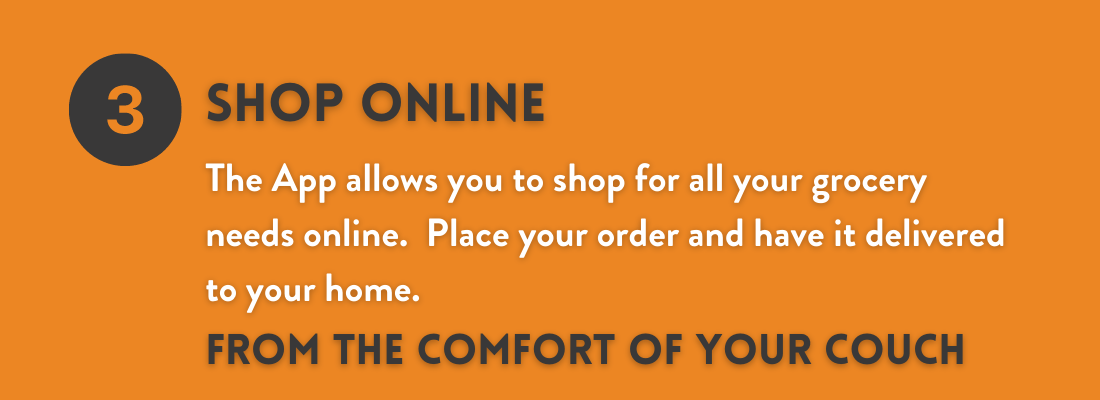 3
SHOP ONLINE
The App allows you to shop for all your grocery
needs online.  Place your order and have it delivered
to your home.
FROM THE COMFORT OF YOUR COUCH